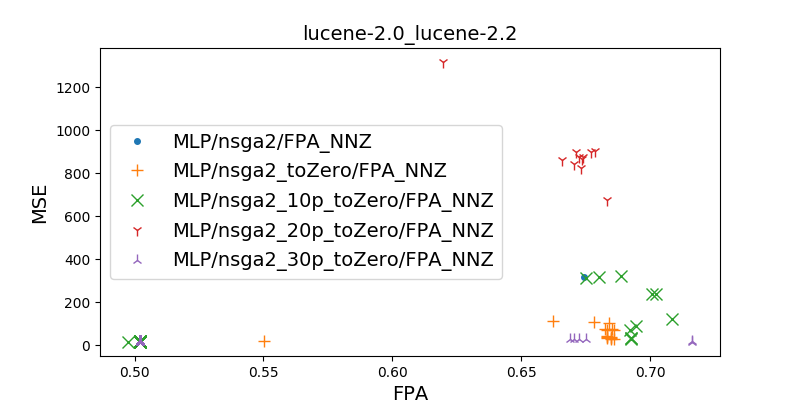 lucene-2.0_lucene-2.2
MSE
1200
1000
800
600
400
200
0
MLP/nsga2/FPA_NNZ
MLP/nsga2_toZero/FPA_NNZ
MLP/nsga2_10p_toZero/FPA_NNZ
MLP/nsga2_20p_toZero/FPA_NNZ
MLP/nsga2_30p_toZero/FPA_NNZ
0.50 0.55 0.60 0.65 0.70
FPA